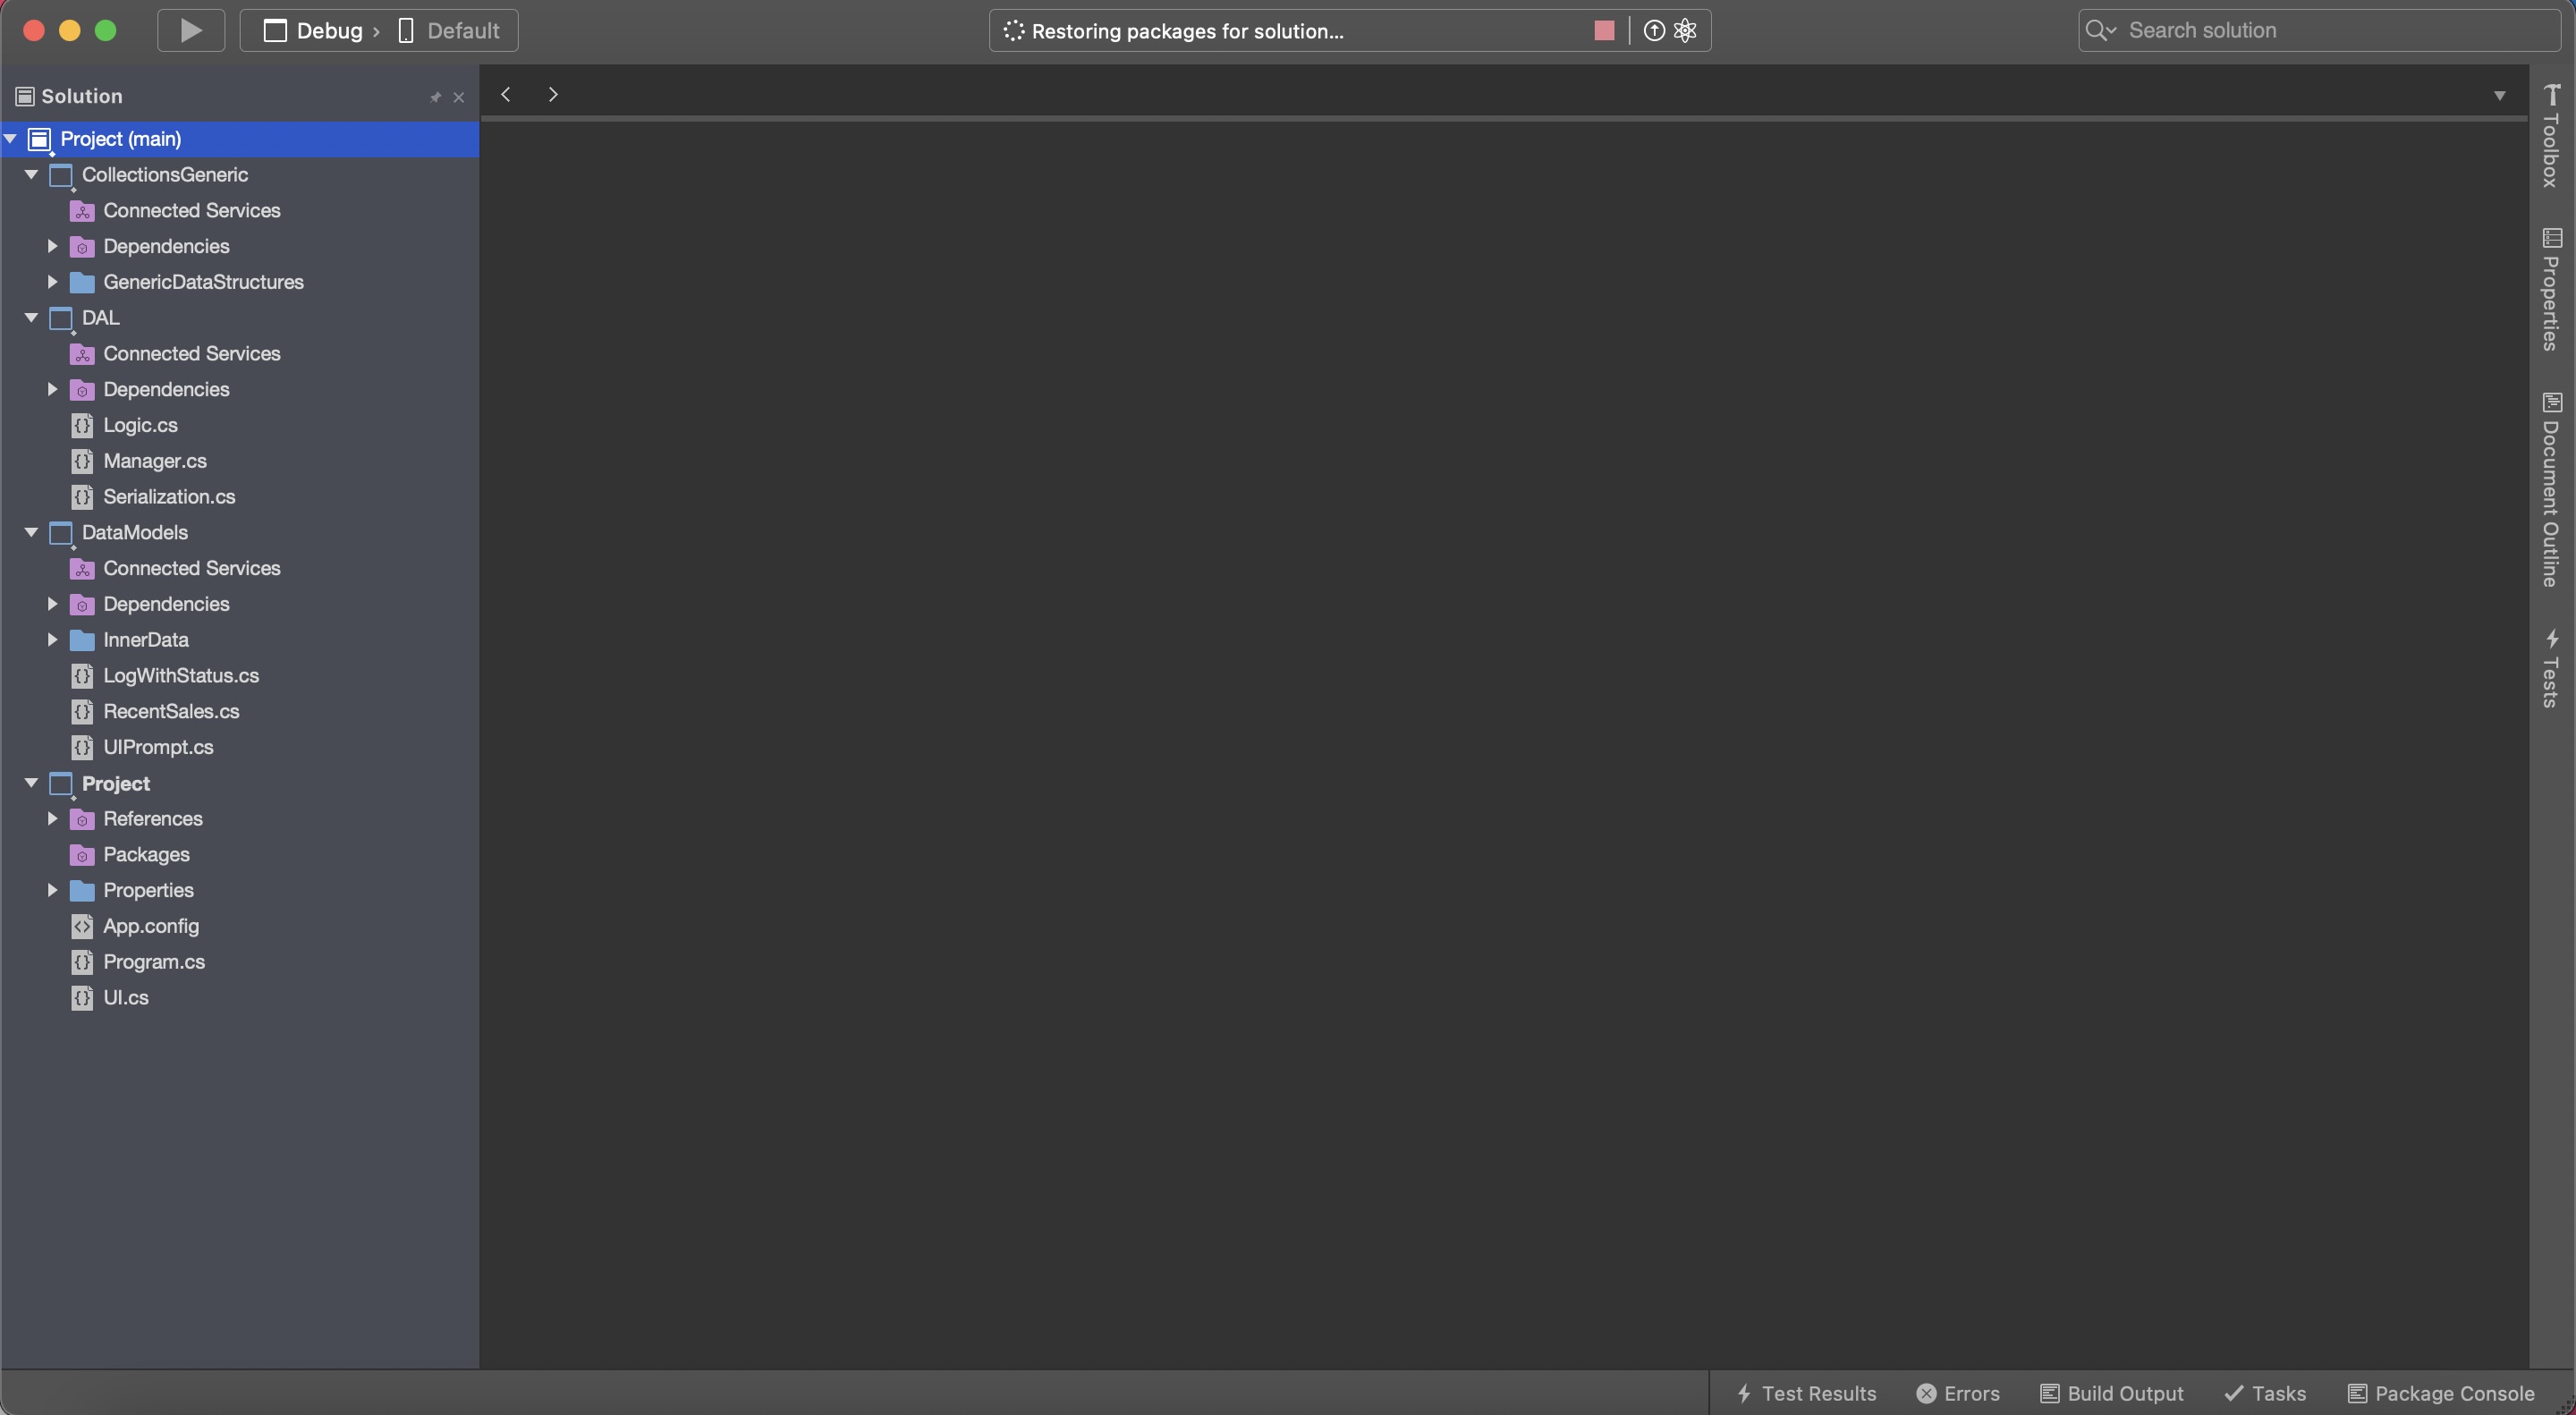 Debug › Default
Restoring packages for solution...
Search solution
Solution
Project (main)
CollectionsGeneric
Connected Services
Dependencies
GenericDataStructures
DAL
Connected Services
Dependencies
Logic.cs
Manager.cs
Serialization.cs
DataModels
Connected Services
Dependencies
InnerData
LogWithStatus.cs
RecentSales.cs
UIPrompt.cs
Project
References
Packages
Properties
App.config
Program.cs
UI.cs
Toolbox
Properties
Document Outline
Tests
Test Results
Errors
Build Output
Tasks
Package Console